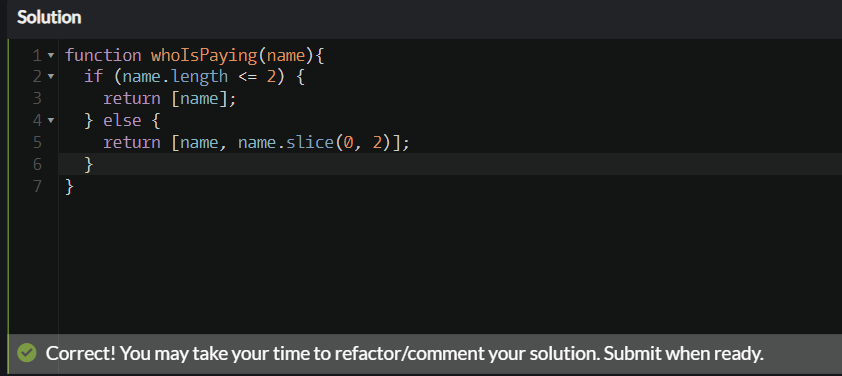 Solution
1 function whoIsPaying(name){
2 if (name.length <= 2) {
3 return [name];
4 } else {
5 return [name, name.slice(0, 2)];
6 }
7 }
Correct! You may take your time to refactor/comment your solution. Submit when ready.